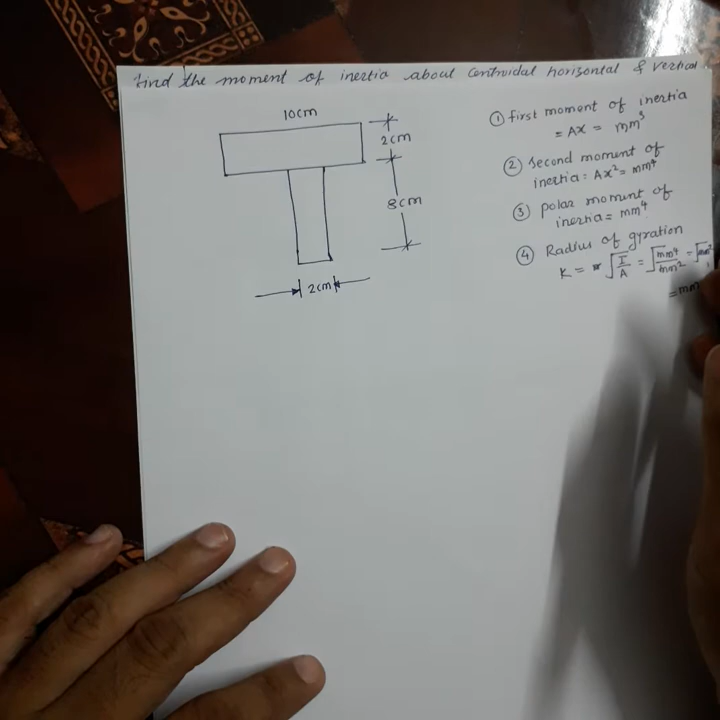 Find the moment of inertia about centroidal horizontal & vertical
10cm
2cm
8cm
2cm
① first moment of inertia
= Ax = mm³
② second moment of
inertia = Ax² = mm⁴
③ polar moment of
inertia = mm⁴
④ Radius of gyration
K = √I/A = √mm⁴/mm² = √mm²
= mm